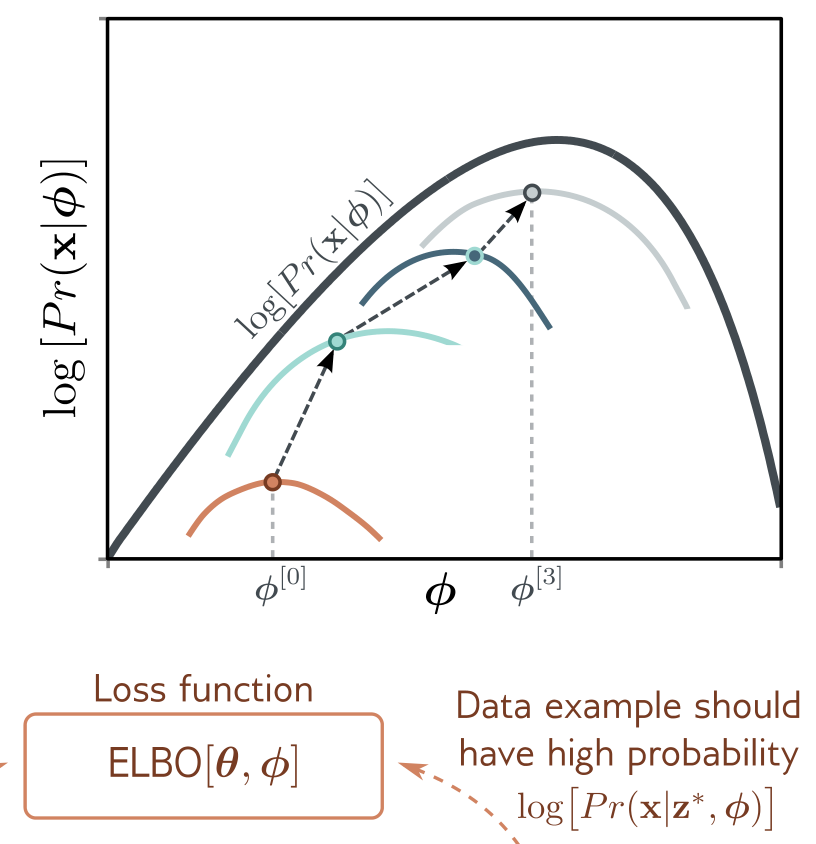 log [Pr(𝐱|𝝓)]
log[Pr(𝐱|𝝓)]
ϕ^[0]
𝝓
ϕ^[3]
Loss function
ELBO[𝜽, 𝝓]
Data example should
have high probability
log[Pr(𝐱|𝐳*, 𝝓)]